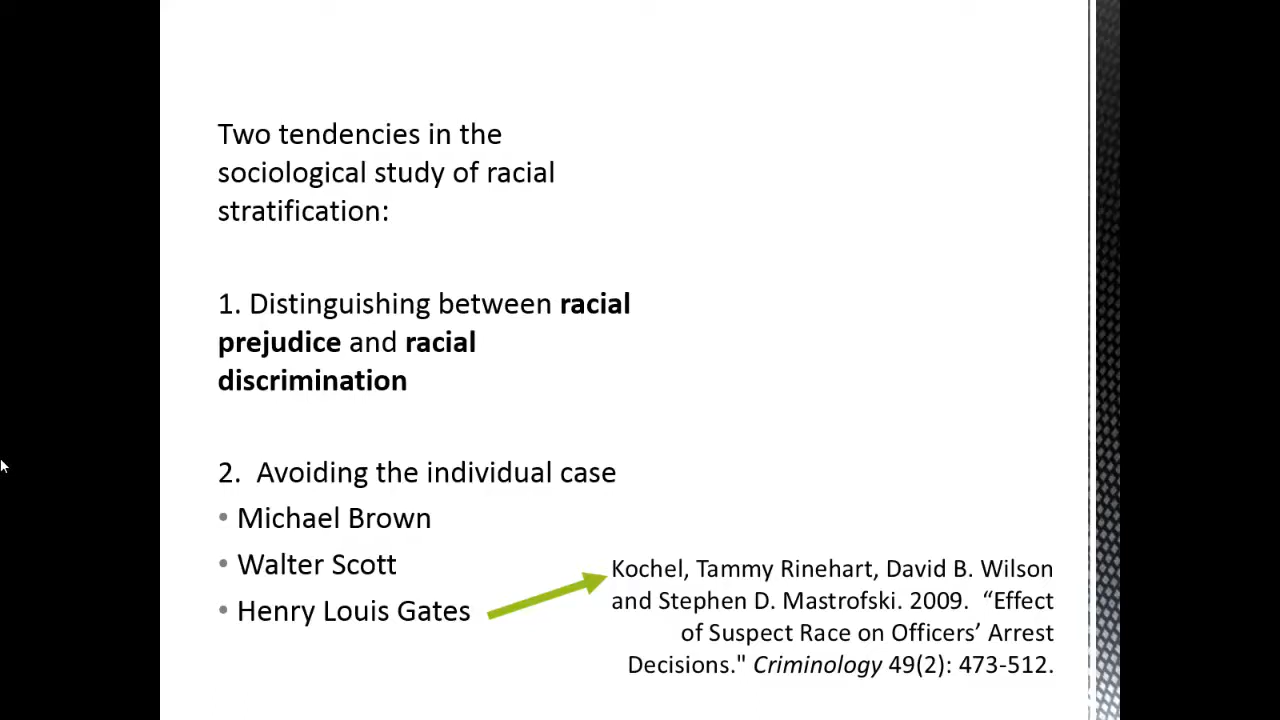 Two tendencies in the
sociological study of racial
stratification:
1. Distinguishing between racial
prejudice and racial
discrimination
2.  Avoiding the individual case
• Michael Brown
• Walter Scott
• Henry Louis Gates
Kochel, Tammy Rinehart, David B. Wilson
and Stephen D. Mastrofski. 2009.  “Effect
of Suspect Race on Officers’ Arrest
Decisions." Criminology 49(2): 473-512.